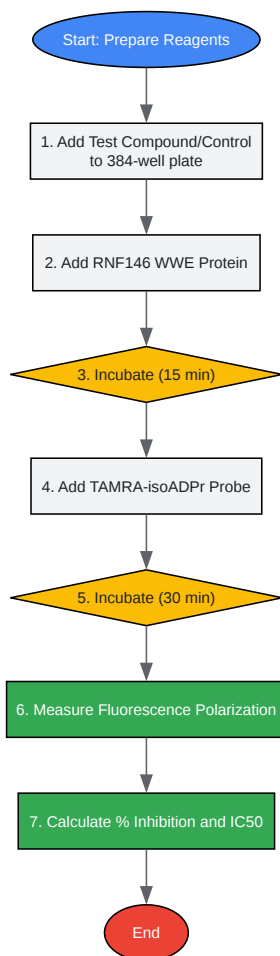 Start: Prepare Reagents
1. Add Test Compound/Control
to 384-well plate
2. Add RNF146 WWE Protein
3. Incubate (15 min)
4. Add TAMRA-isoADPr Probe
5. Incubate (30 min)
6. Measure Fluorescence Polarization
7. Calculate % Inhibition and IC50
End